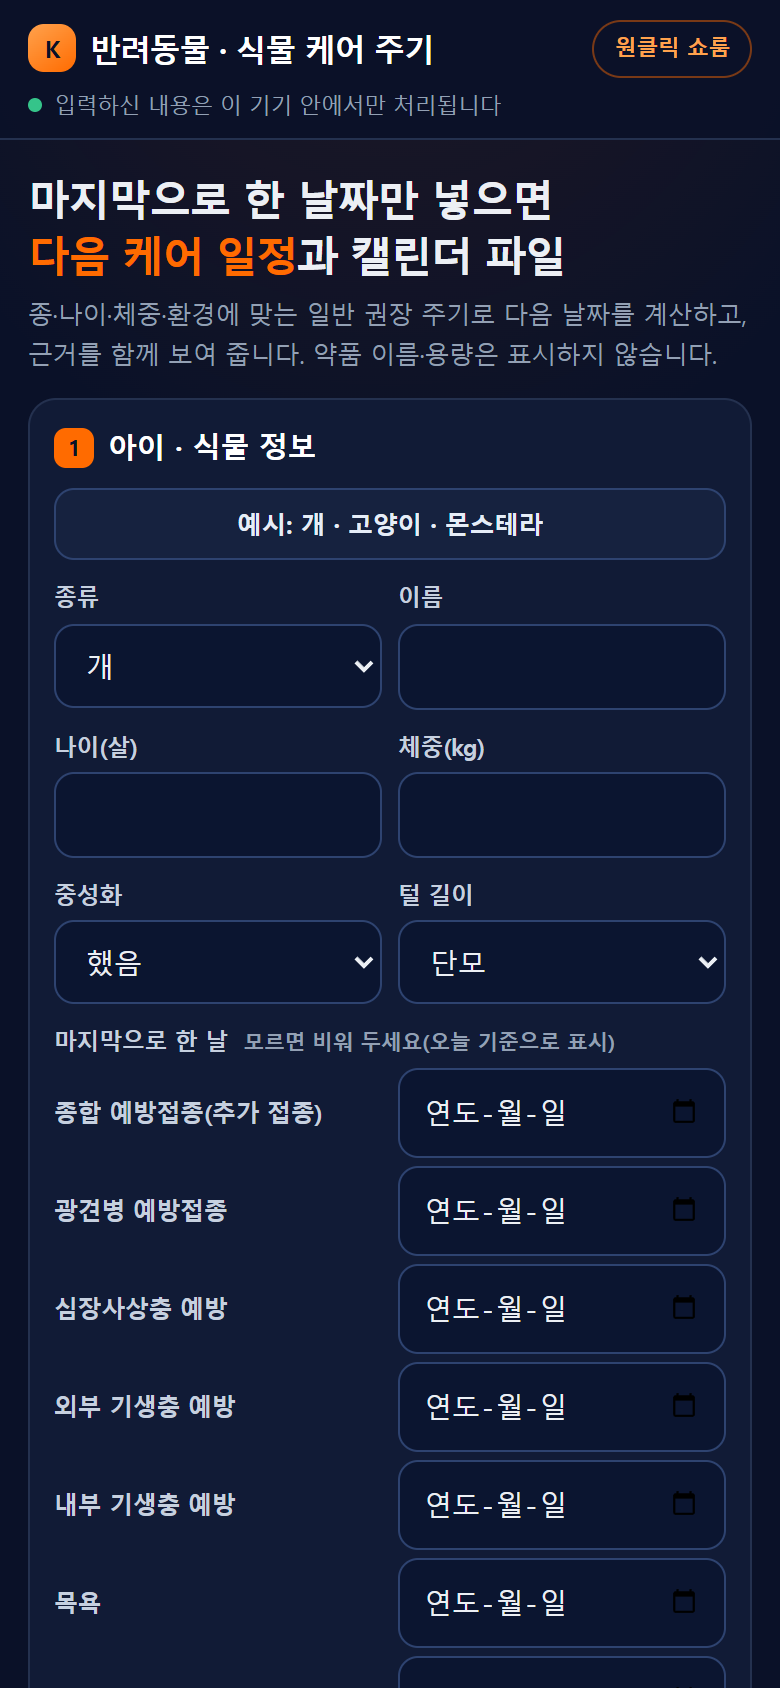 K 반려동물 · 식물 케어 주기 원클릭 쇼룸
입력하신 내용은 이 기기 안에서만 처리됩니다
마지막으로 한 날짜만 넣으면
다음 케어 일정과 캘린더 파일
종·나이·체중·환경에 맞는 일반 권장 주기로 다음 날짜를 계산하고,
근거를 함께 보여 줍니다. 약품 이름·용량은 표시하지 않습니다.
1 아이 · 식물 정보
예시: 개 · 고양이 · 몬스테라
종류 이름
개
나이(살) 체중(kg)
중성화 털 길이
했음 단모
마지막으로 한 날 모르면 비워 두세요(오늘 기준으로 표시)
종합 예방접종(추가 접종) 연도-월-일
광견병 예방접종 연도-월-일
심장사상충 예방 연도-월-일
외부 기생충 예방 연도-월-일
내부 기생충 예방 연도-월-일
목욕 연도-월-일